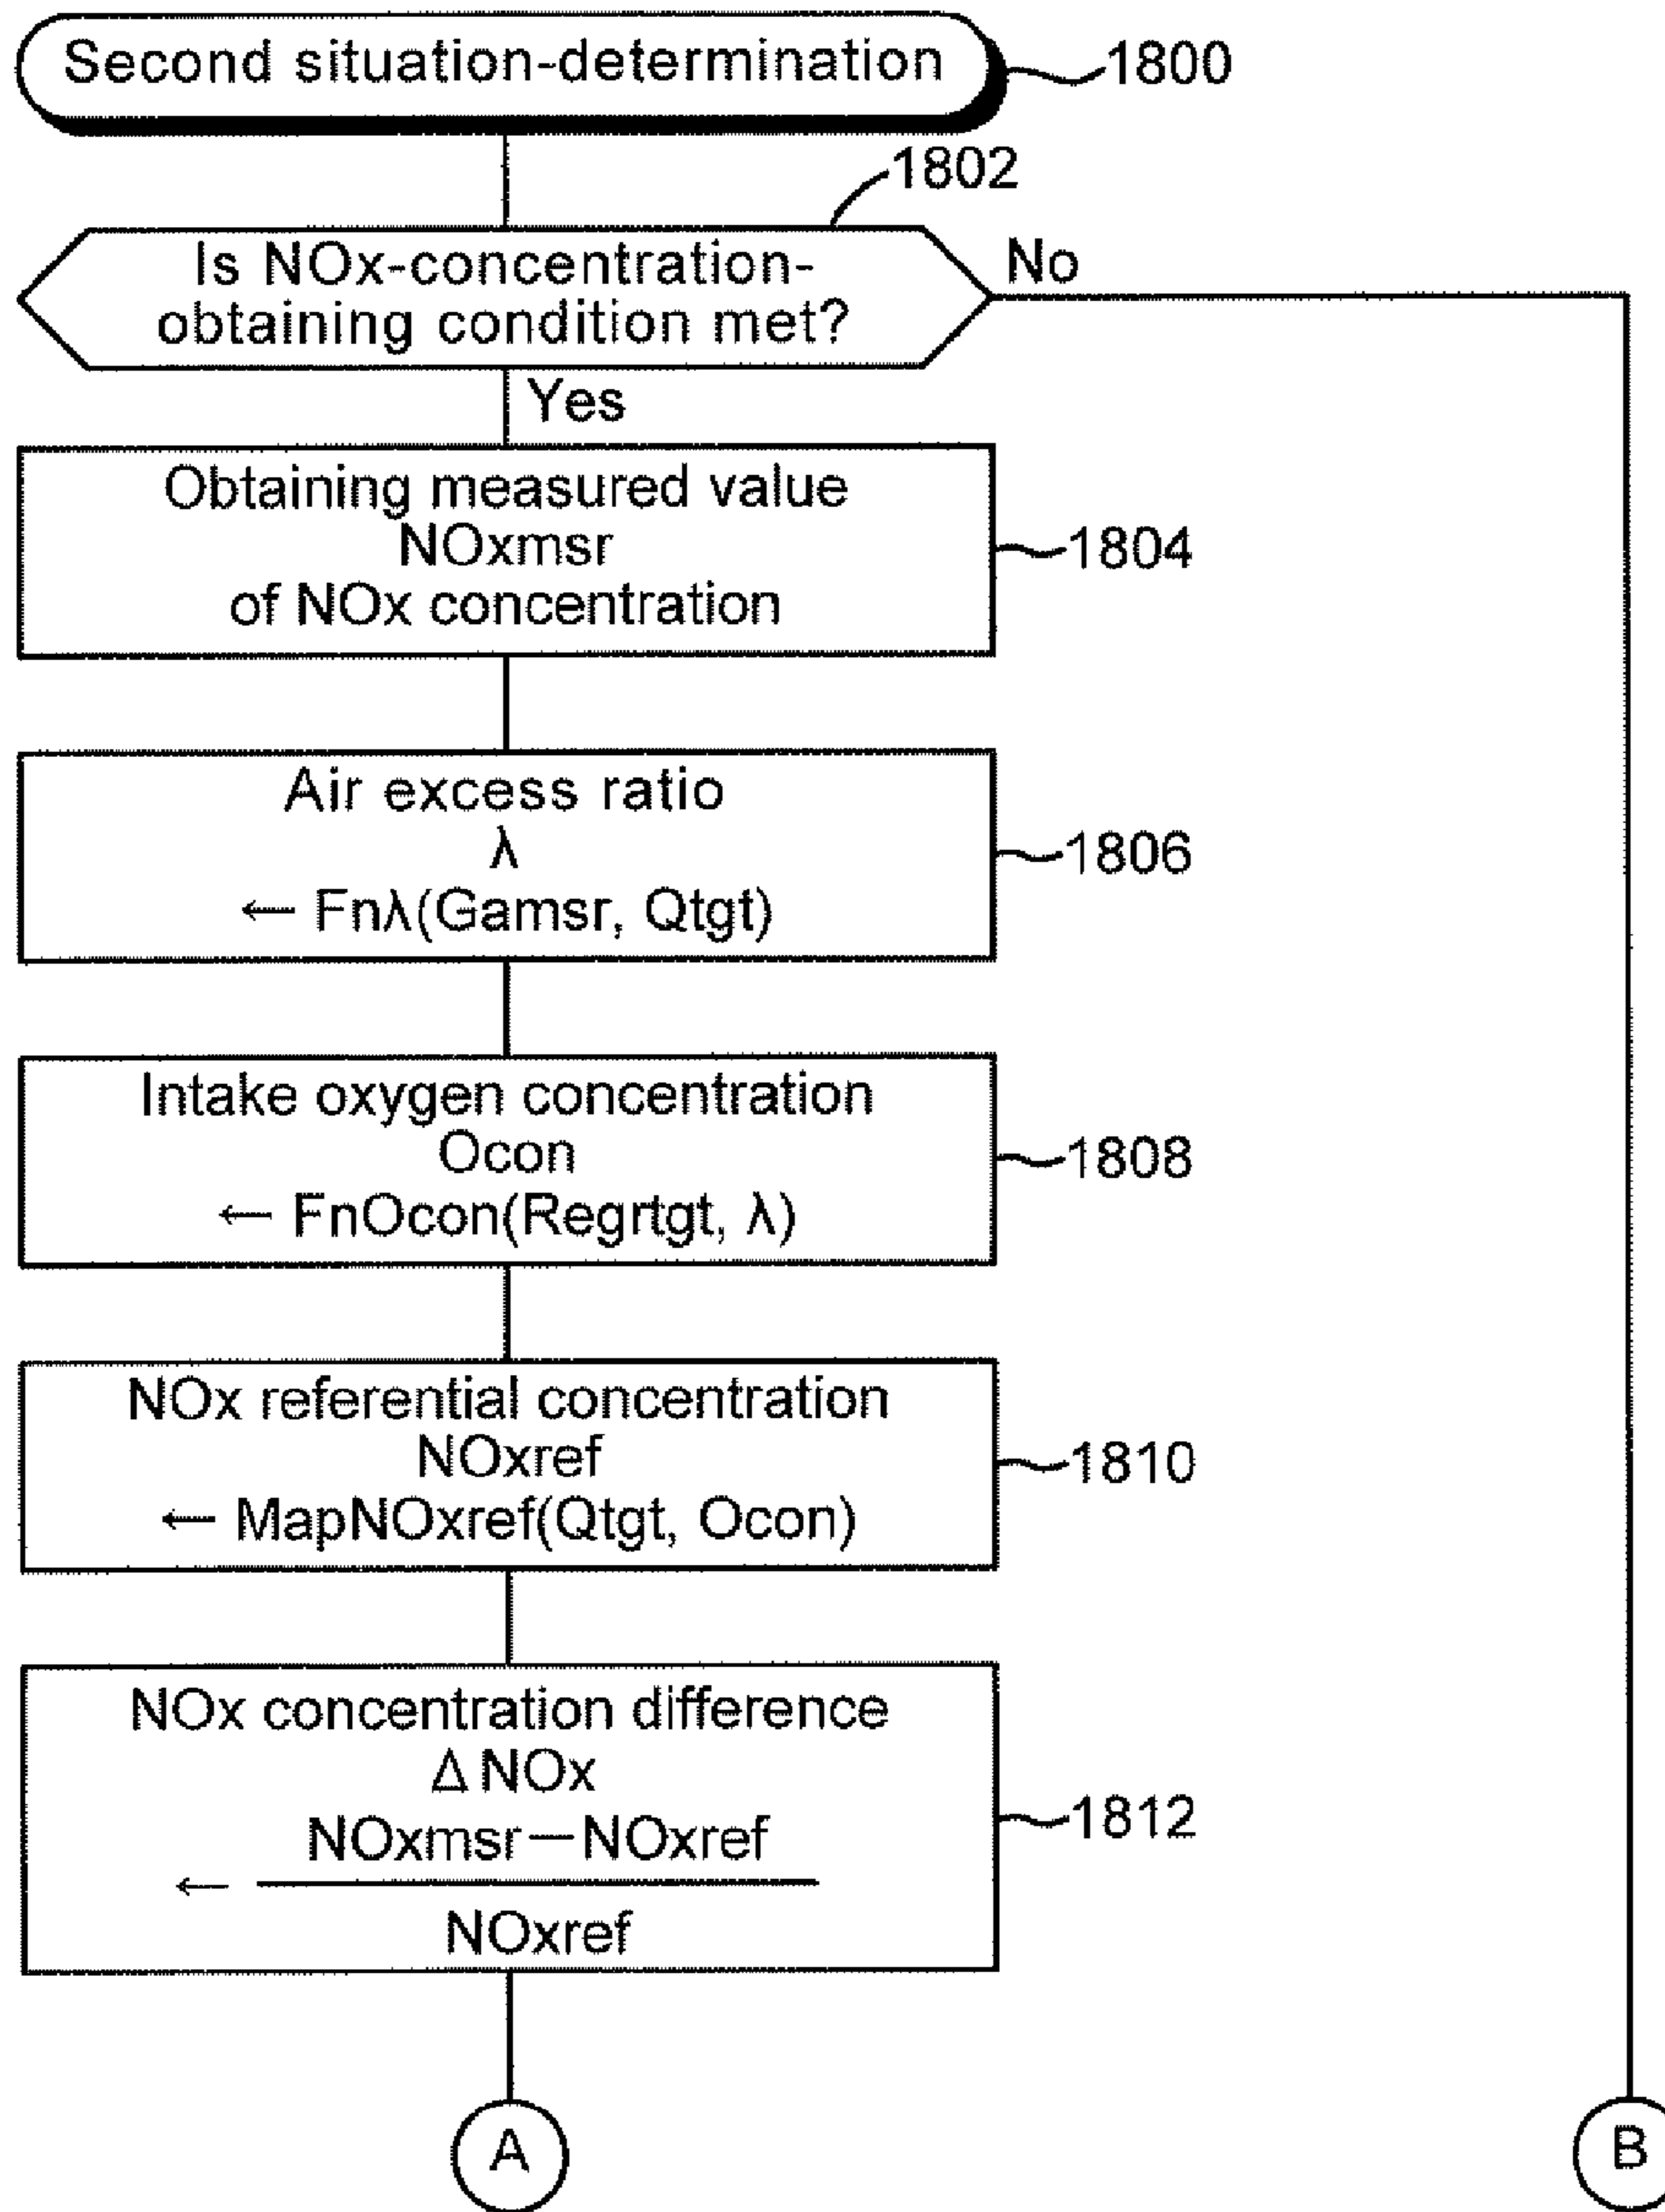 Second situation-determination
1800
1802
Is NOx-concentration-
obtaining condition met?
No
Yes
Obtaining measured value
NOxmsr
of NOx concentration
1804
Air excess ratio
λ
← Fnλ(Gamsr, Qtgt)
1806
Intake oxygen concentration
Ocon
← FnOcon(Regrtgt, λ)
1808
NOx referential concentration
NOxref
← MapNOxref(Qtgt, Ocon)
1810
NOx concentration difference
Δ NOx
NOxmsr—NOxref
←
NOxref
1812
A
B